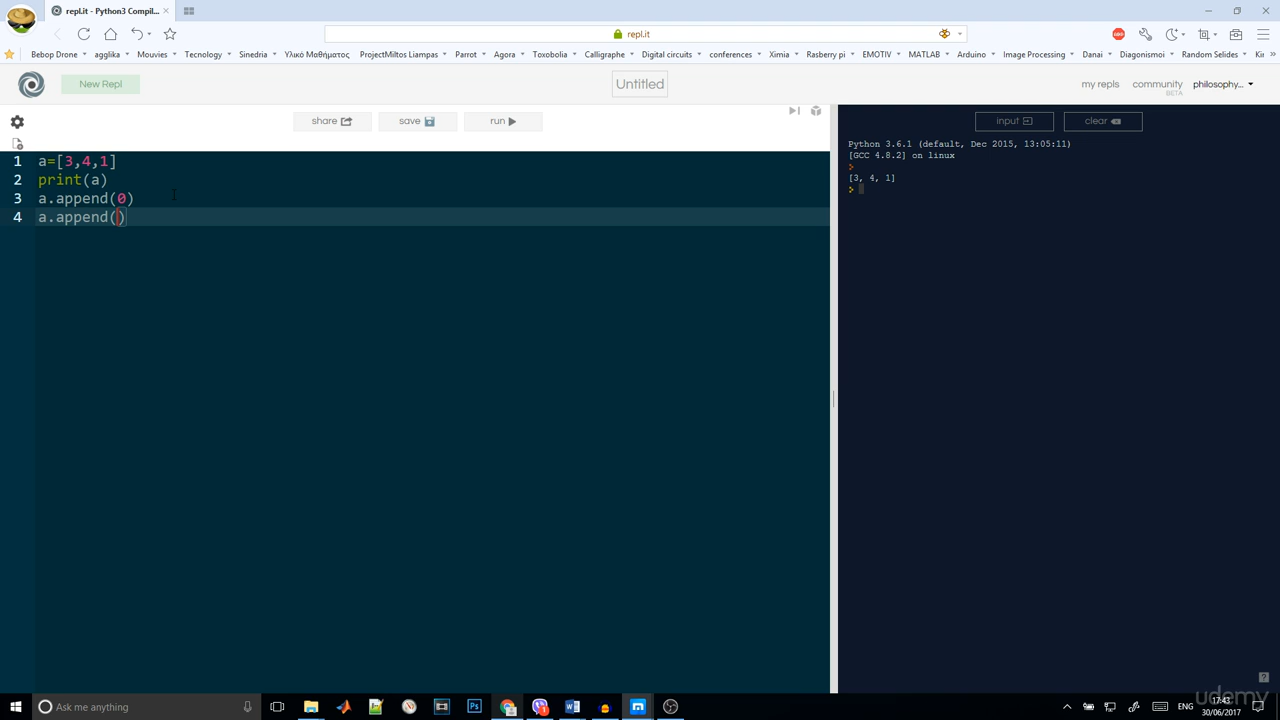 repl.it - Python3 Compil...
repl.it
Bebop Drone
agglika
Mouvies
Tecnology
Sinedria
Υλικό Μαθήματος
ProjectMiltos Liampas
Parrot
Agora
Toxobolia
Calligraphe
Digital circuits
conferences
Ximia
Rasberry pi
EMOTIV
MATLAB
Arduino
Image Processing
Danai
Diagonismoi
Random Selides
New Repl
Untitled
my repls
community
BETA
philosophy...
share
save
run
input
clear
1 a=[3,4,1]
2 print(a)
3 a.append(0)
4 a.append()
Python 3.6.1 (default, Dec 2015, 13:05:11)
[GCC 4.8.2] on linux
[3, 4, 1]
Ask me anything
ENG
17:43
30/06/2017
udemy